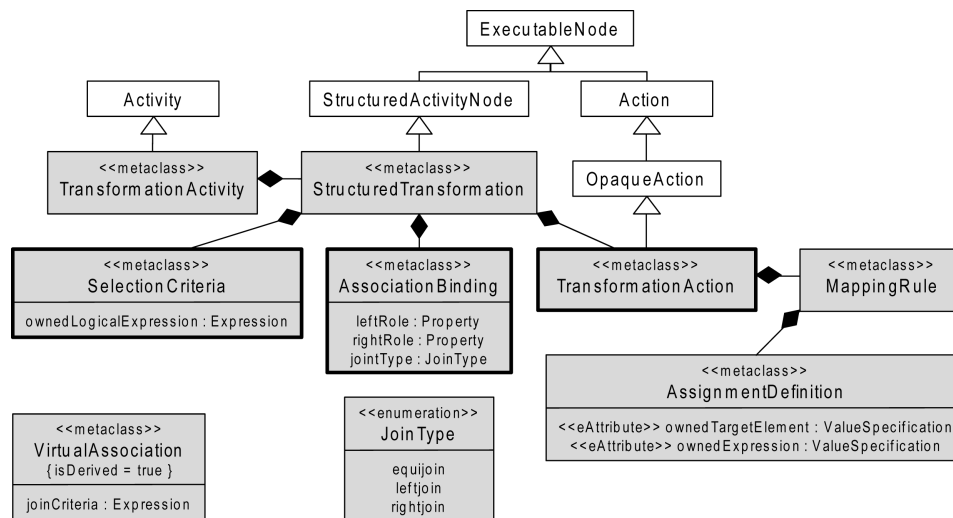 ExecutableNode
Activity
StructuredActivityNode
Action
<<metaclass>>
TransformationActivity
<<metaclass>>
StructuredTransformation
OpaqueAction
<<metaclass>>
SelectionCriteria
ownedLogicalExpression : Expression
<<metaclass>>
AssociationBinding
leftRole : Property
rightRole : Property
jointType : JoinType
<<metaclass>>
TransformationAction
<<metaclass>>
MappingRule
<<metaclass>>
AssignmentDefinition
<<eAttribute>> ownedTargetElement : ValueSpecification
<<eAttribute>> ownedExpression : ValueSpecification
<<metaclass>>
VirtualAssociation
{isDerived = true }
joinCriteria : Expression
<<enumeration>>
JoinType
equijoin
leftjoin
rightjoin